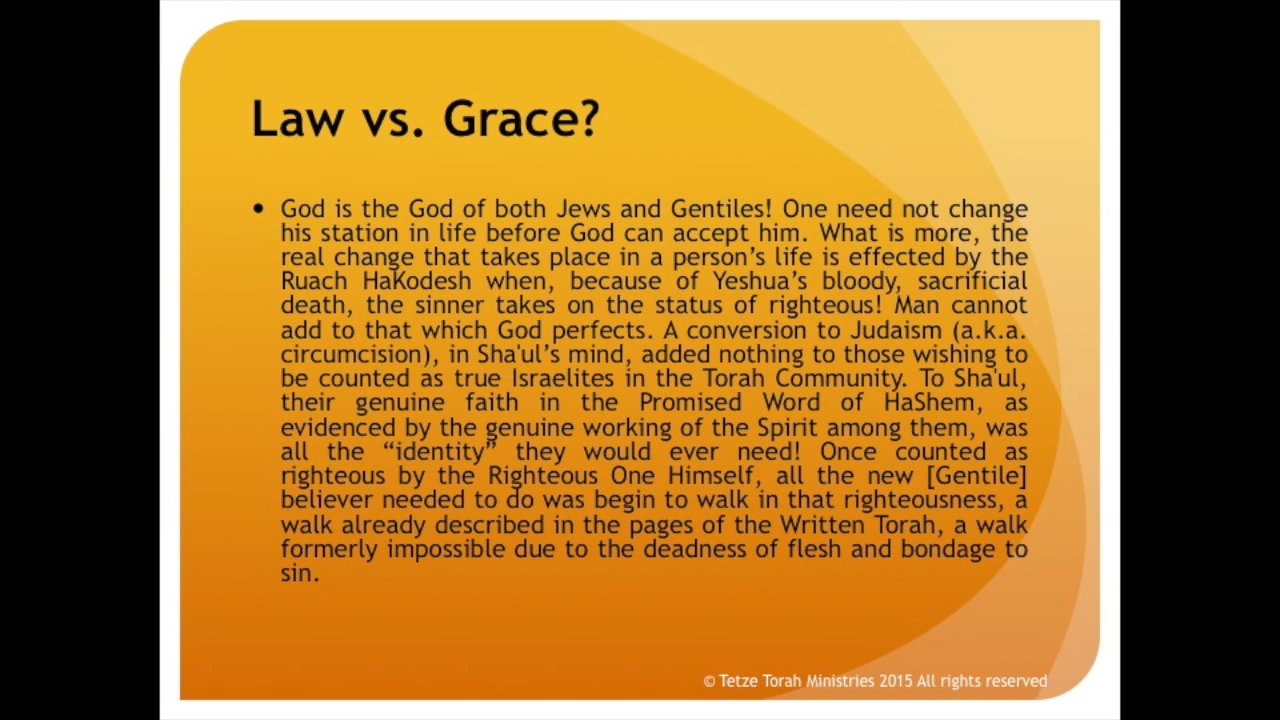 Law vs. Grace?
• God is the God of both Jews and Gentiles! One need not change
his station in life before God can accept him. What is more, the
real change that takes place in a person’s life is effected by the
Ruach HaKodesh when, because of Yeshua’s bloody, sacrificial
death, the sinner takes on the status of righteous! Man cannot
add to that which God perfects. A conversion to Judaism (a.k.a.
circumcision), in Sha'ul’s mind, added nothing to those wishing to
be counted as true Israelites in the Torah Community. To Sha'ul,
their genuine faith in the Promised Word of HaShem, as
evidenced by the genuine working of the Spirit among them, was
all the “identity” they would ever need! Once counted as
righteous by the Righteous One Himself, all the new [Gentile]
believer needed to do was begin to walk in that righteousness, a
walk already described in the pages of the Written Torah, a walk
formerly impossible due to the deadness of flesh and bondage to
sin.
© Tetze Torah Ministries 2015 All rights reserved